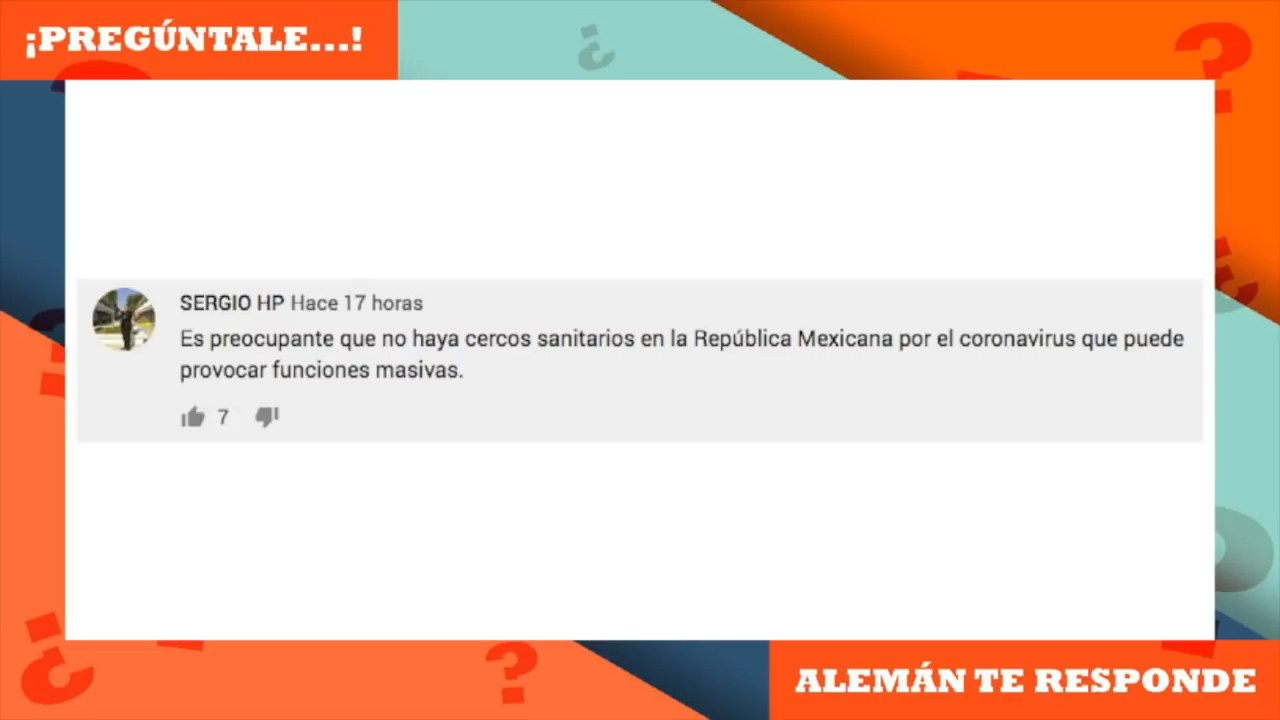 ¡PREGÚNTALE...!
SERGIO HP Hace 17 horas
Es preocupante que no haya cercos sanitarios en la República Mexicana por el coronavirus que puede
provocar funciones masivas.
7
ALEMÁN TE RESPONDE